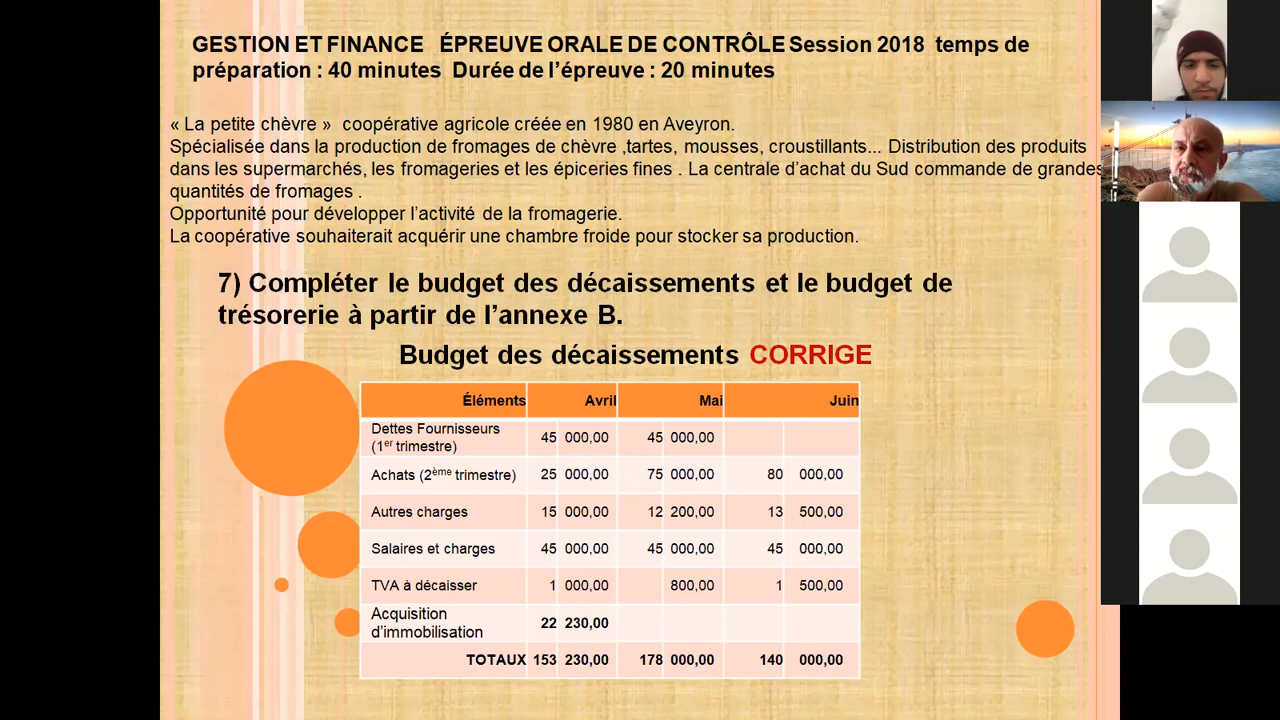 GESTION ET FINANCE   ÉPREUVE ORALE DE CONTRÔLE Session 2018  temps de
préparation : 40 minutes  Durée de l’épreuve : 20 minutes
« La petite chèvre »  coopérative agricole créée en 1980 en Aveyron.
Spécialisée dans la production de fromages de chèvre ,tartes, mousses, croustillants... Distribution des produits
dans les supermarchés, les fromageries et les épiceries fines . La centrale d’achat du Sud commande de grandes
quantités de fromages .
Opportunité pour développer l’activité de la fromagerie.
La coopérative souhaiterait acquérir une chambre froide pour stocker sa production.
7) Compléter le budget des décaissements et le budget de
trésorerie à partir de l’annexe B.
Budget des décaissements CORRIGE
Éléments Avril Mai Juin
Dettes Fournisseurs
(1er trimestre) 45 000,00 45 000,00
Achats (2ème trimestre) 25 000,00 75 000,00 80 000,00
Autres charges 15 000,00 12 200,00 13 500,00
Salaires et charges 45 000,00 45 000,00 45 000,00
TVA à décaisser 1 000,00 800,00 1 500,00
Acquisition
d’immobilisation 22 230,00
TOTAUX 153 230,00 178 000,00 140 000,00